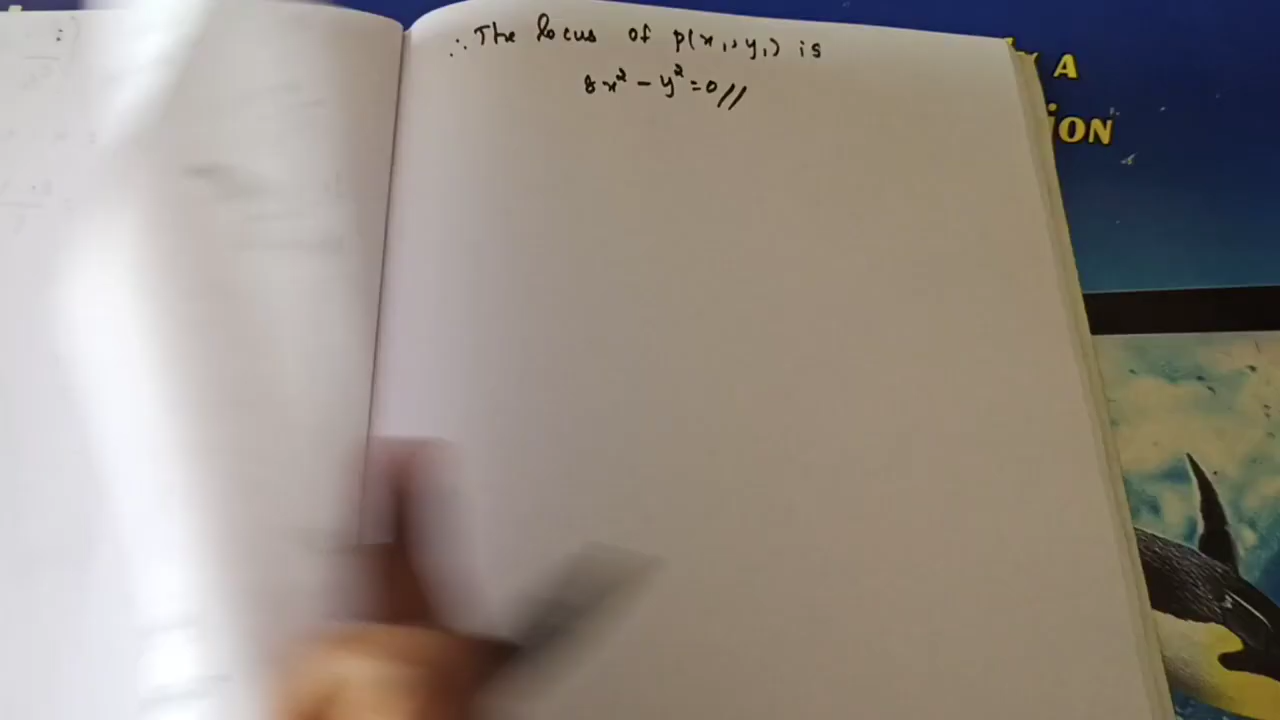 ∴ The locus of P(x₁, y₁) is
8x² - y² = 0 //
A
ION